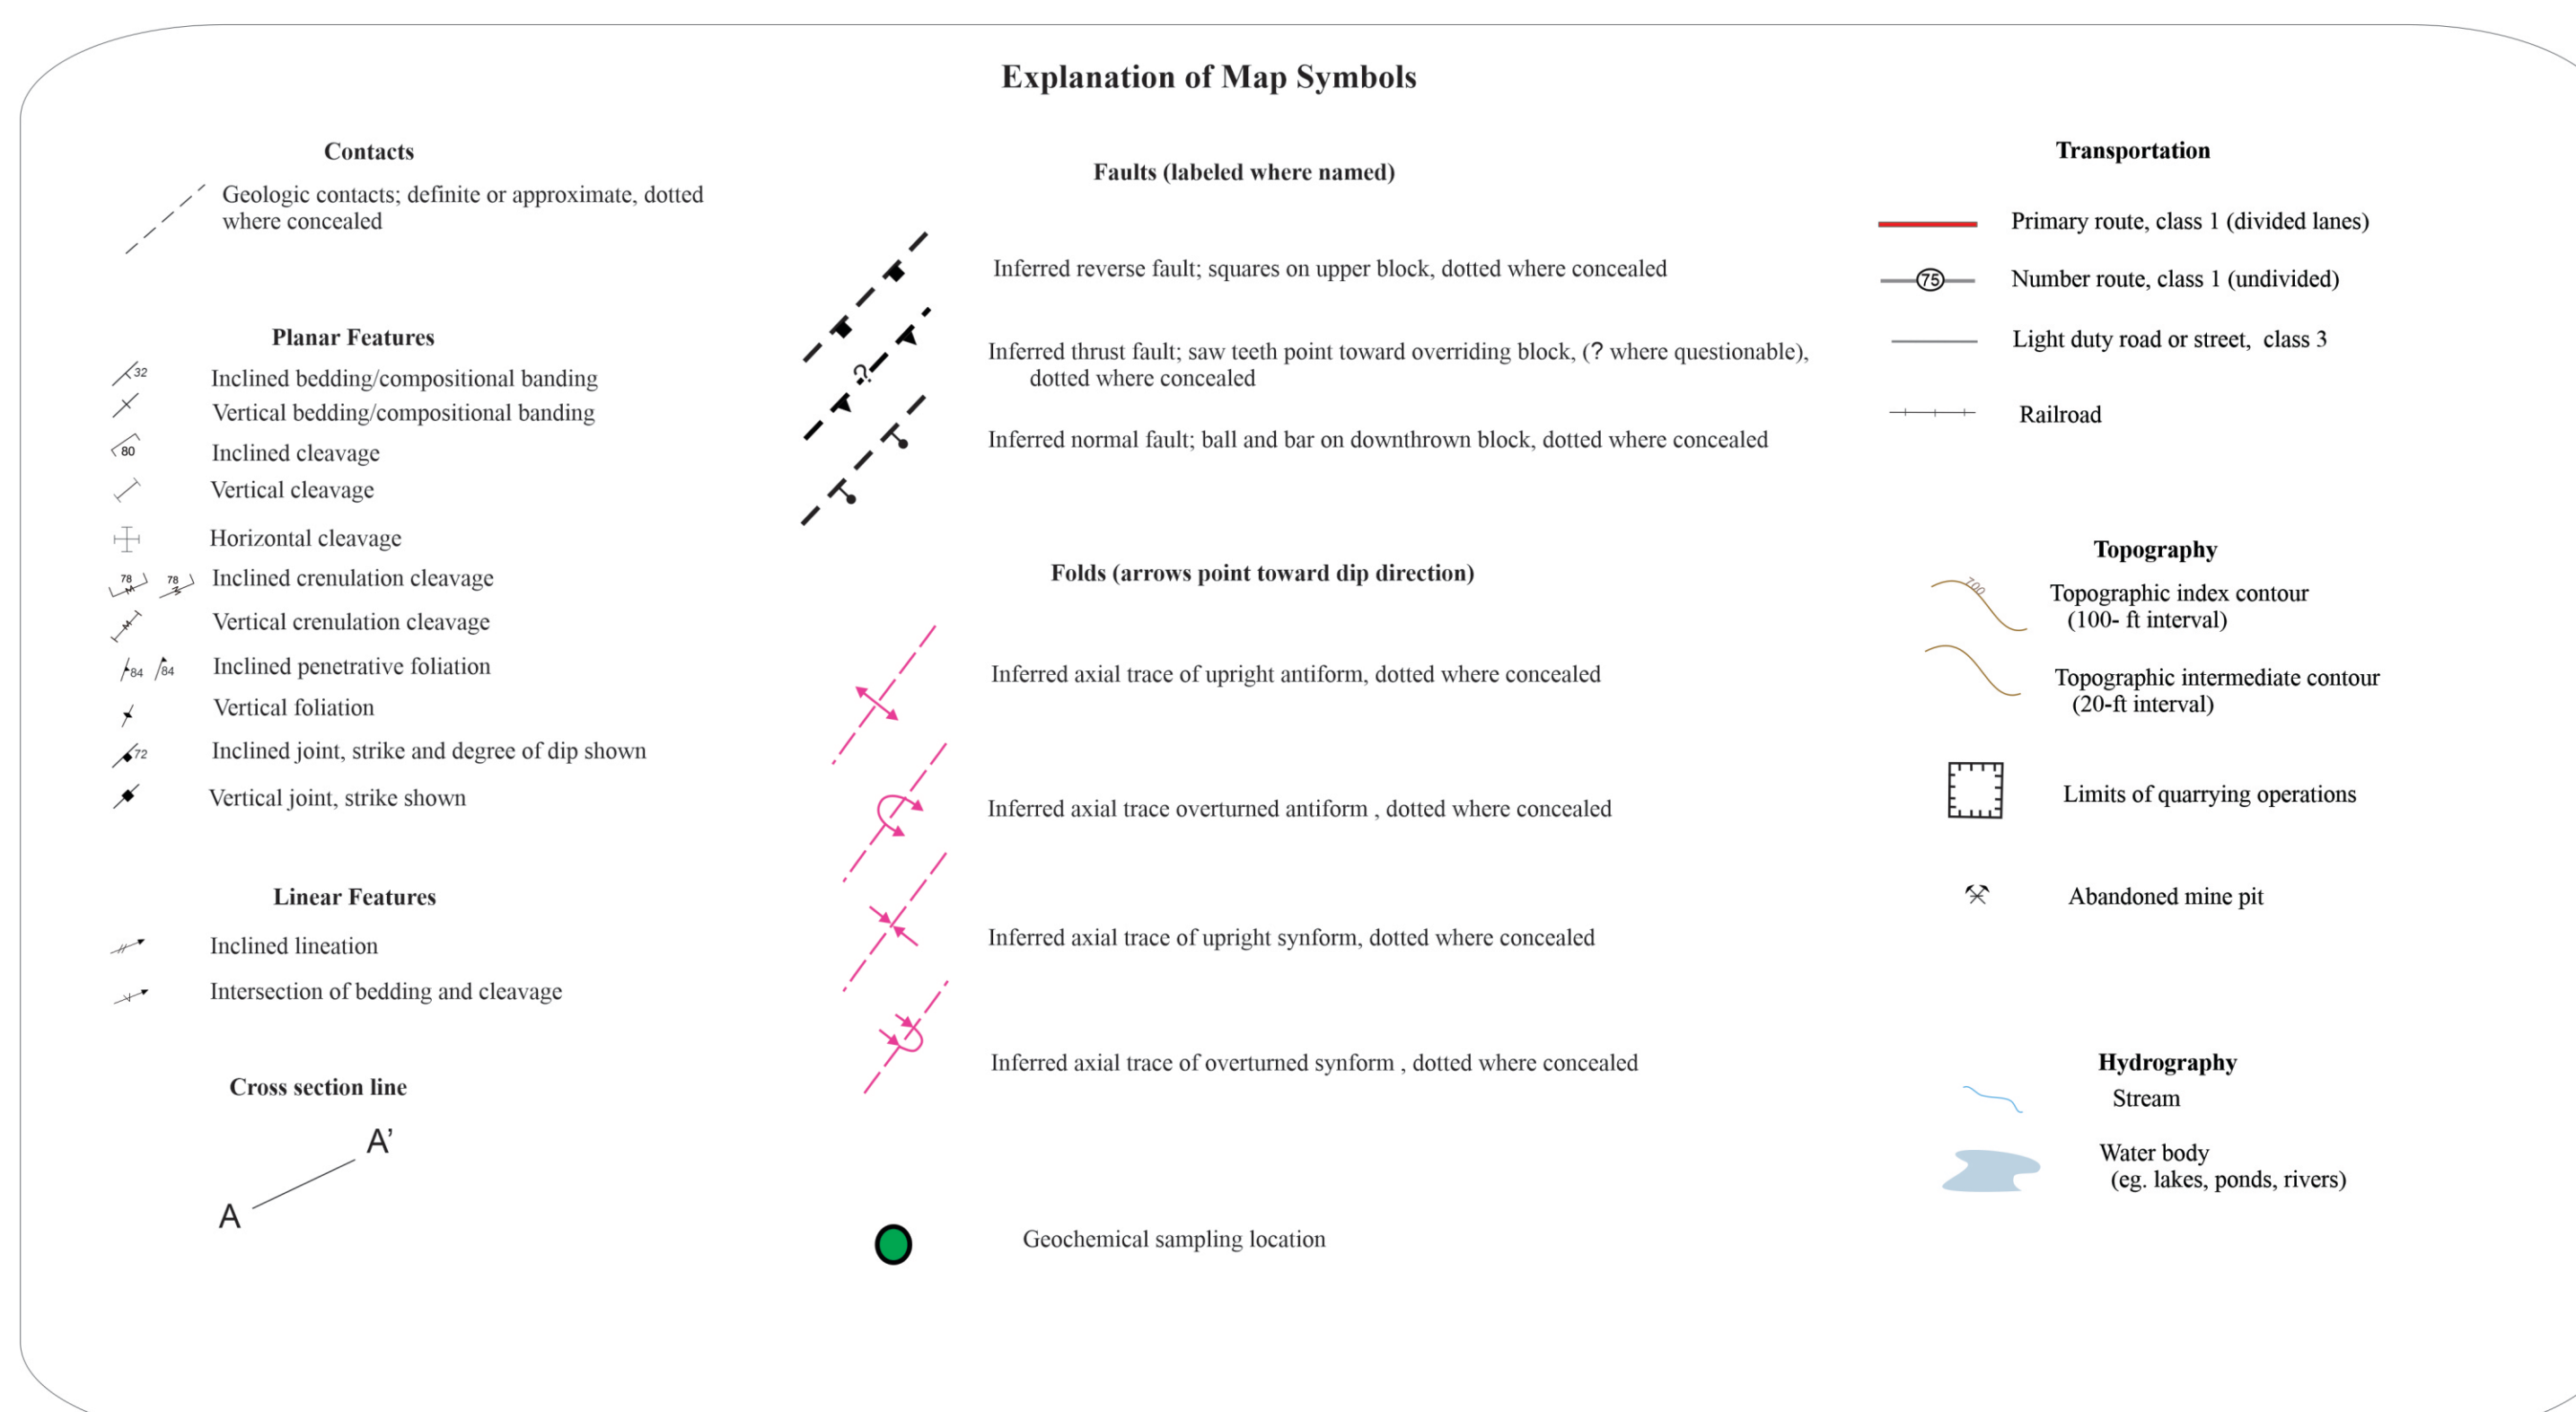 Explanation of Map Symbols
Contacts
Geologic contacts; definite or approximate, dotted
where concealed
Planar Features
32
Inclined bedding/compositional banding
Vertical bedding/compositional banding
80
Inclined cleavage
Vertical cleavage
Horizontal cleavage
78 78
Inclined crenulation cleavage
Vertical crenulation cleavage
84 84
Inclined penetrative foliation
Vertical foliation
72
Inclined joint, strike and degree of dip shown
Vertical joint, strike shown
Linear Features
Inclined lineation
Intersection of bedding and cleavage
Cross section line
A’
A
Faults (labeled where named)
Inferred reverse fault; squares on upper block, dotted where concealed
?
Inferred thrust fault; saw teeth point toward overriding block, (? where questionable),
dotted where concealed
Inferred normal fault; ball and bar on downthrown block, dotted where concealed
Folds (arrows point toward dip direction)
Inferred axial trace of upright antiform, dotted where concealed
Inferred axial trace overturned antiform , dotted where concealed
Inferred axial trace of upright synform, dotted where concealed
Inferred axial trace of overturned synform , dotted where concealed
Geochemical sampling location
Transportation
Primary route, class 1 (divided lanes)
75
Number route, class 1 (undivided)
Light duty road or street, class 3
Railroad
Topography
700
Topographic index contour
(100- ft interval)
Topographic intermediate contour
(20-ft interval)
Limits of quarrying operations
Abandoned mine pit
Hydrography
Stream
Water body
(eg. lakes, ponds, rivers)